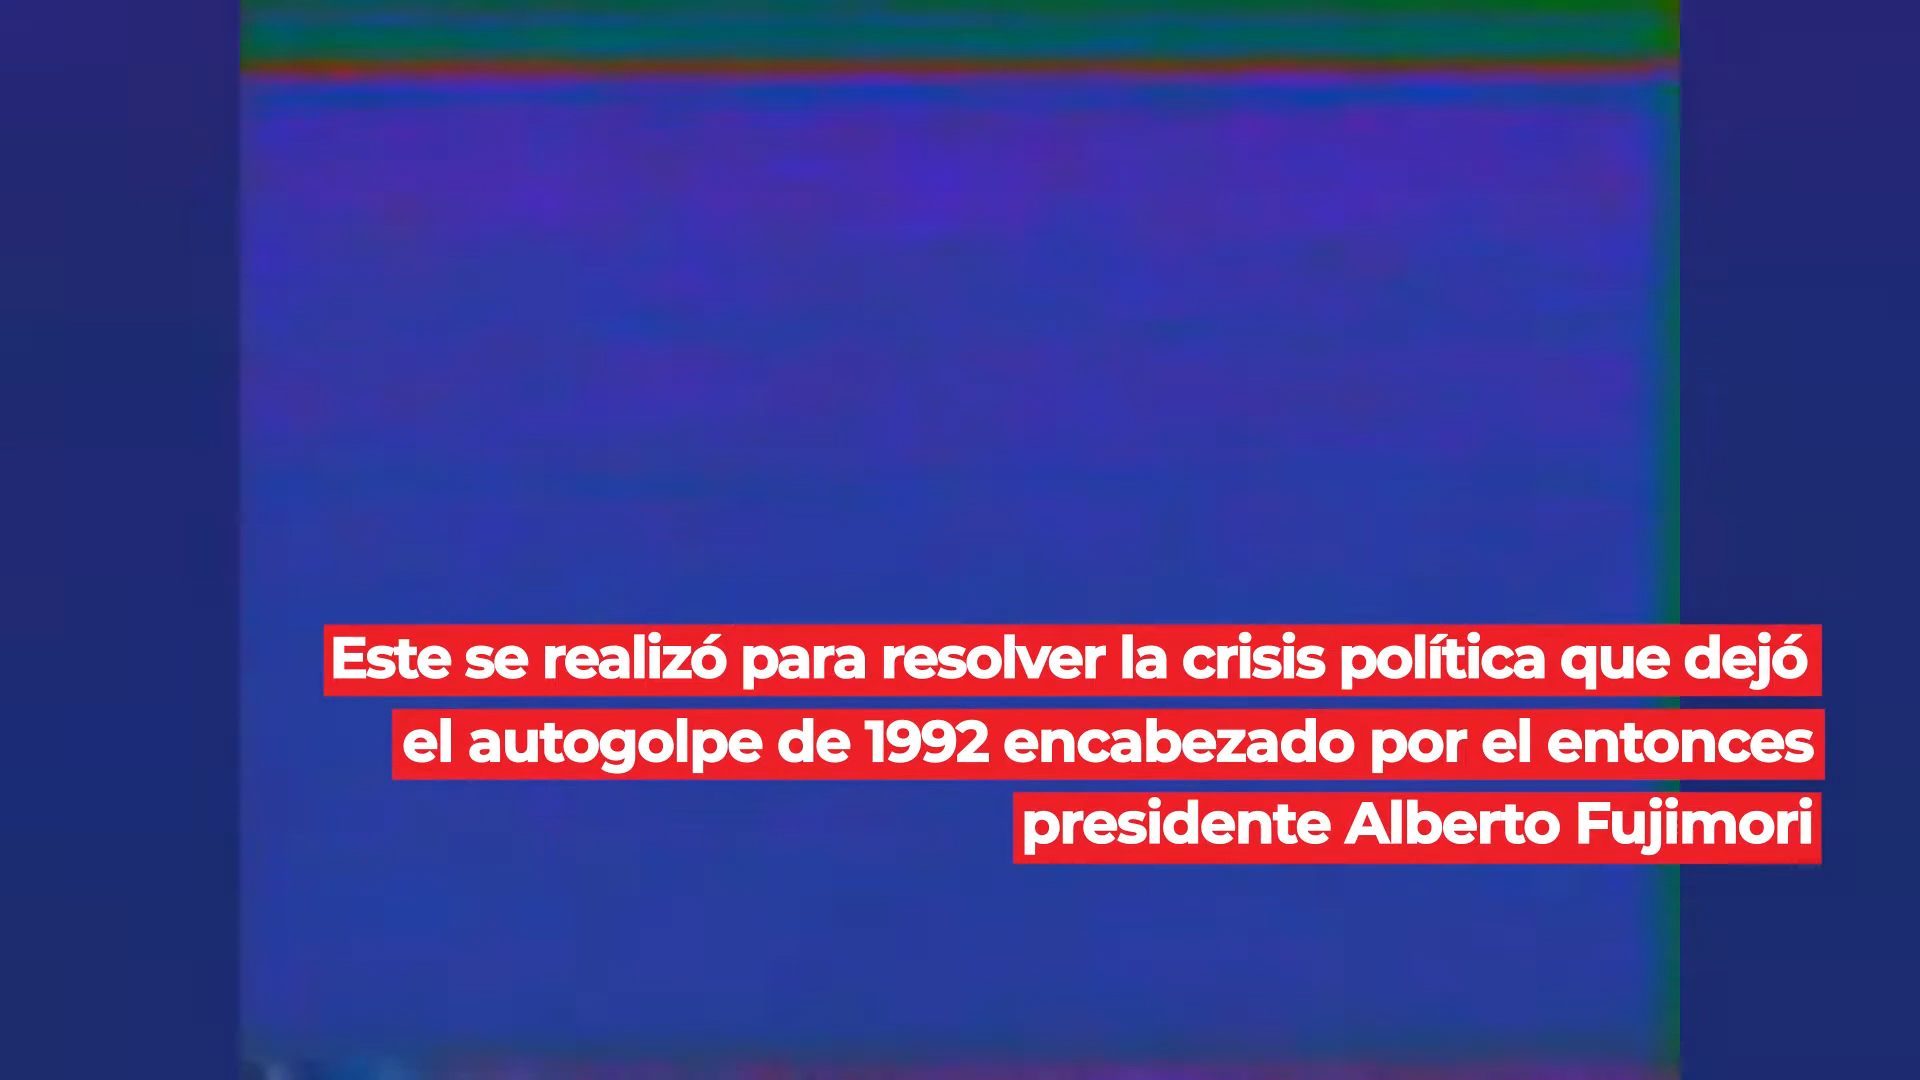 Este se realizó para resolver la crisis política que dejó
el autogolpe de 1992 encabezado por el entonces
presidente Alberto Fujimori